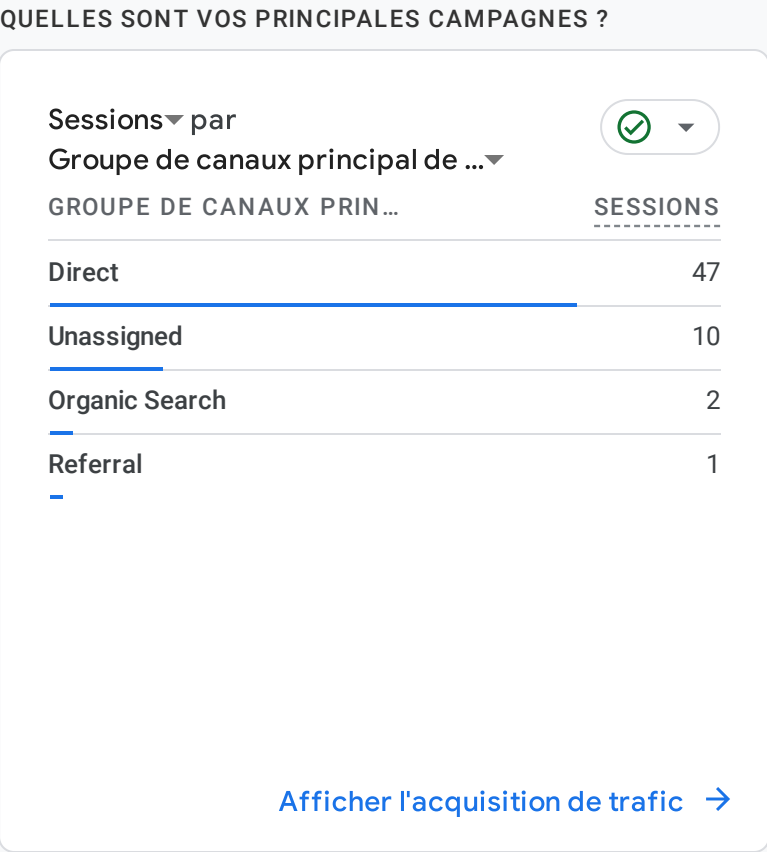 QUELLES SONT VOS PRINCIPALES CAMPAGNES ?
Sessions par
Groupe de canaux principal de ...
GROUPE DE CANAUX PRIN... SESSIONS
Direct 47
Unassigned 10
Organic Search 2
Referral 1
Afficher l'acquisition de trafic